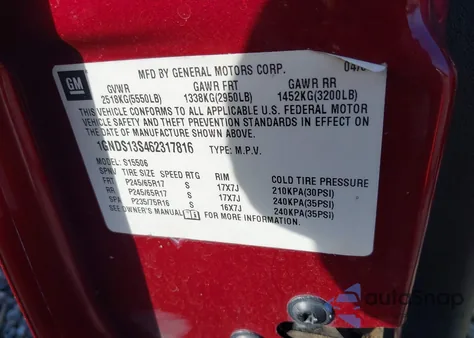 GM
MFD BY GENERAL MOTORS CORP. 04/
GVWR GAWR FRT GAWR RR
2518KG(5550LB) 1338KG(2950LB) 1452KG(3200LB)
THIS VEHICLE CONFORMS TO ALL APPLICABLE U.S. FEDERAL MOTOR
VEHICLE SAFETY AND THEFT PREVENTION STANDARDS IN EFFECT ON
THE DATE OF MANUFACTURE SHOWN ABOVE.
1GNDS13S462317816 TYPE: M.P.V.
MODEL: S15506
TIRE SIZE SPEED RTG RIM COLD TIRE PRESSURE
FRT P245/65R17 S 17X7J 210KPA(30PSI)
RR P245/65R17 S 17X7J 240KPA(35PSI)
SPA P235/75R16 S 16X7J 240KPA(35PSI)
SEE OWNER'S MANUAL FOR MORE INFORMATION.
AutoSnap